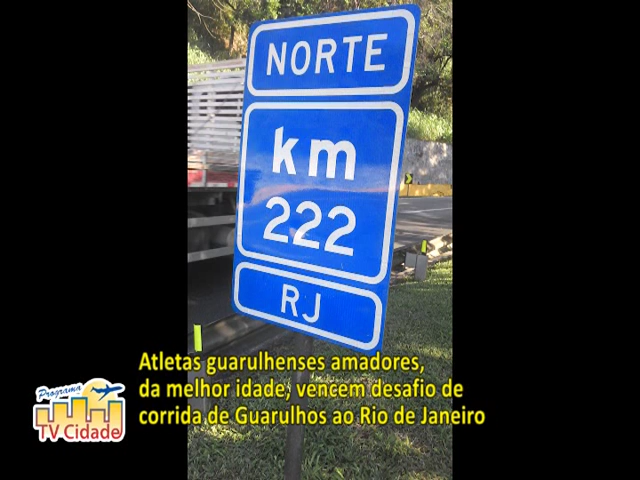 NORTE
km
222
RJ
Atletas guarulhenses amadores,
da melhor idade, vencem desafio de
corrida de Guarulhos ao Rio de Janeiro
Programa
TV Cidade